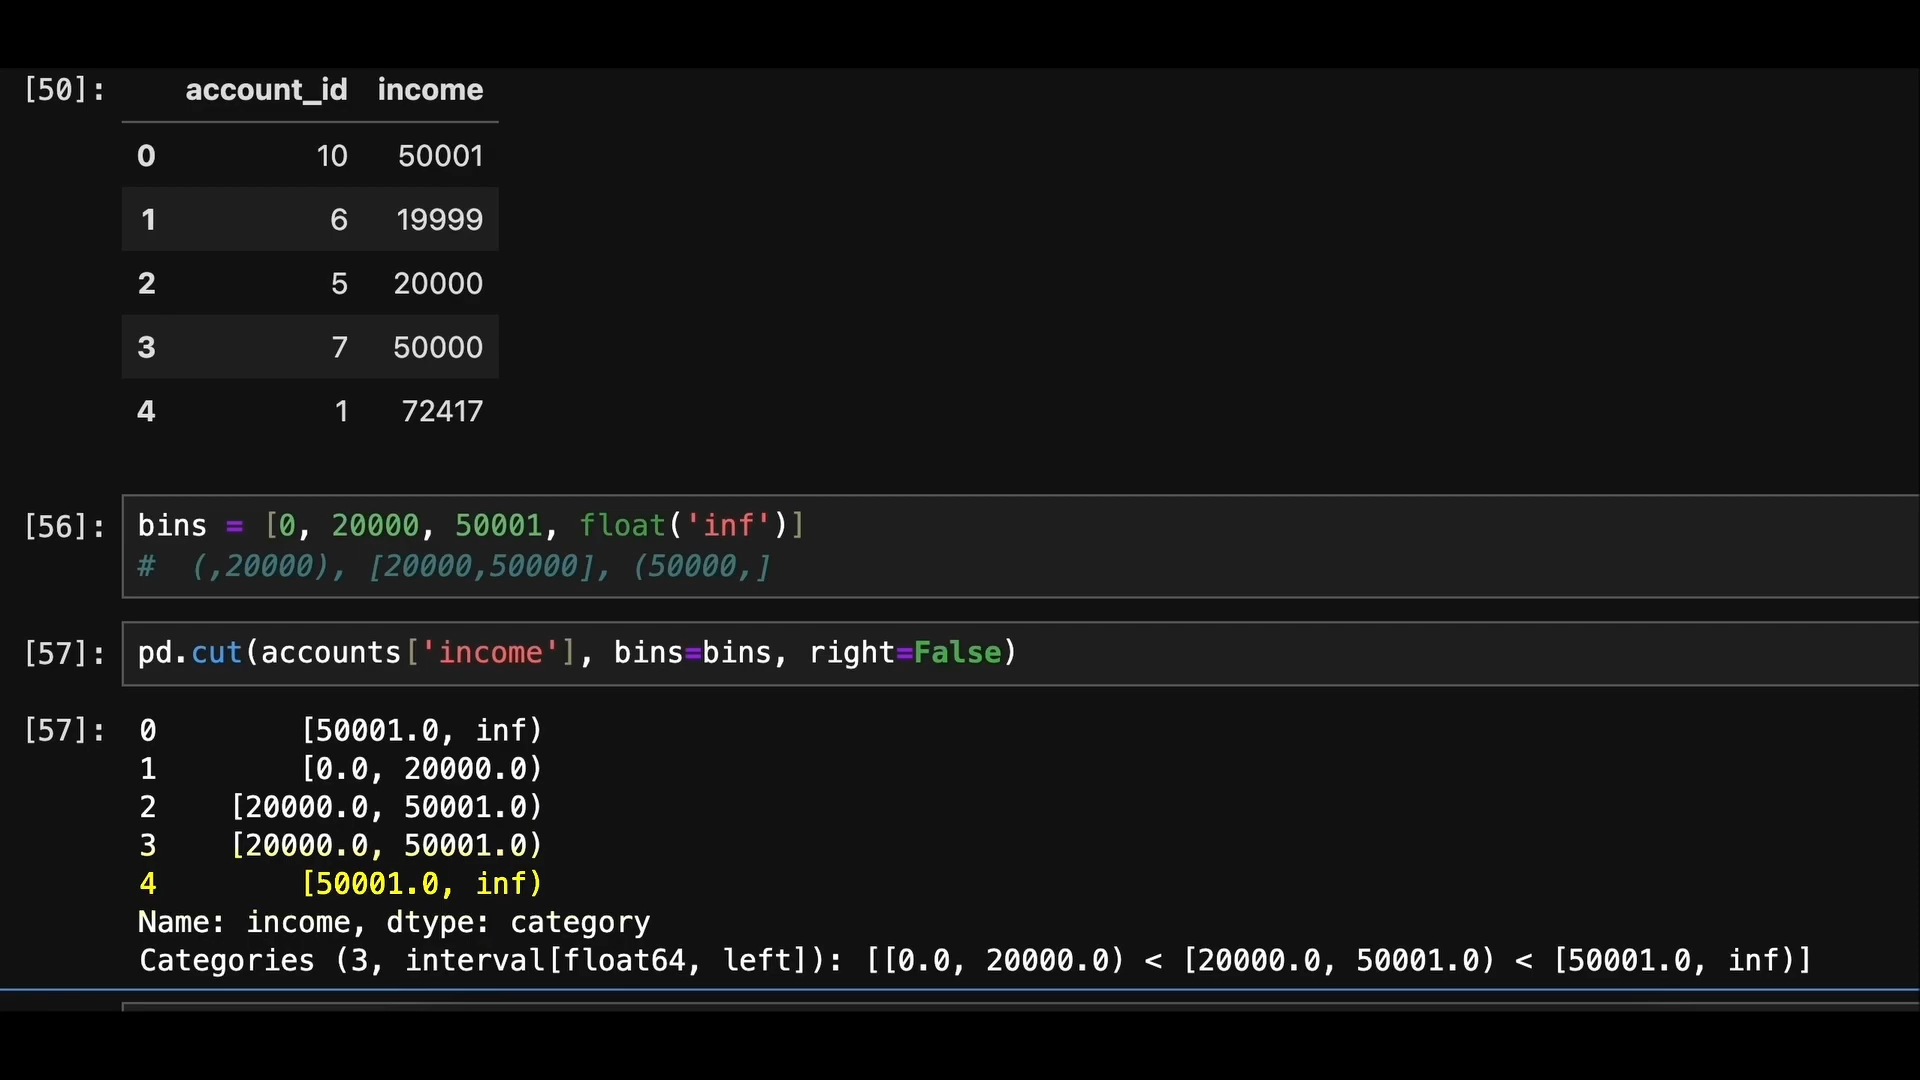 [50]: account_id income
0 10 50001
1 6 19999
2 5 20000
3 7 50000
4 1 72417
[56]: bins = [0, 20000, 50001, float('inf')]
# (,20000), [20000,50000], (50000,]
[57]: pd.cut(accounts['income'], bins=bins, right=False)
[57]: 0 [50001.0, inf)
1 [0.0, 20000.0)
2 [20000.0, 50001.0)
3 [20000.0, 50001.0)
4 [50001.0, inf)
Name: income, dtype: category
Categories (3, interval[float64, left]): [[0.0, 20000.0) < [20000.0, 50001.0) < [50001.0, inf)]